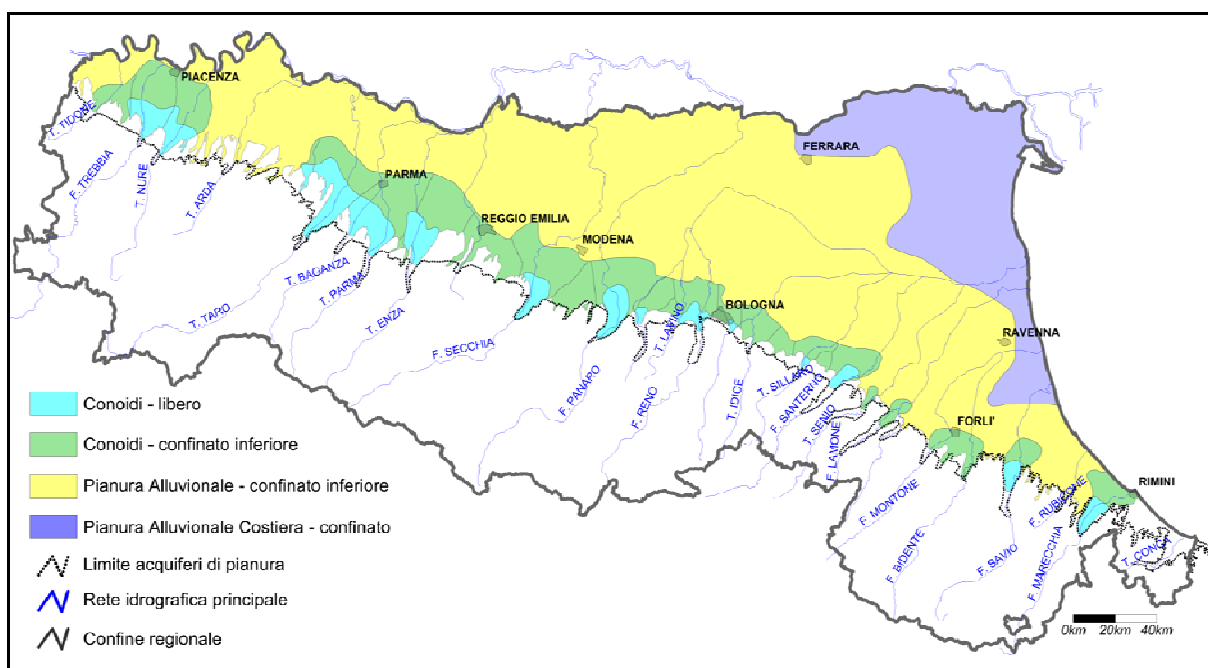 PIACENZA
T. TIDONE
F. TREBBIA
T. NURE
T. ARDA
PARMA
REGGIO EMILIA
MODENA
FERRARA
BOLOGNA
RAVENNA
FORLI'
RIMINI
T. TARO
T. BAGANZA
T. PARMA
T. ENZA
F. SECCHIA
F. PANARO
F. RENO
T. LAVINO
T. IDICE
T. SILLARO
F. SANTERNO
T. SENIO
F. LAMONE
F. MONTONE
F. BIDENTE
F. SAVIO
F. RUBICONE
F. MARECCHIA
T. CONCA
Conoidi - libero
Conoidi - confinato inferiore
Pianura Alluvionale - confinato inferiore
Pianura Alluvionale Costiera - confinato
Limite acquiferi di pianura
Rete idrografica principale
Confine regionale
0km 20km 40km